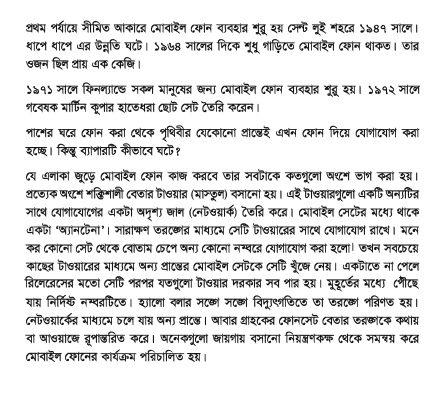 প্রথম পর্যায়ে সীমিত আকারে মোবাইল ফোন ব্যবহার শুরু হয় সেন্ট লুই শহরে ১৯৪৭ সালে।
ধাপে ধাপে এর উন্নতি ঘটে। ১৯৬৪ সালের দিকে শুধু গাড়িতে মোবাইল ফোন থাকত। তার
ওজন ছিল প্রায় এক কেজি।
১৯৭১ সালে ফিনল্যান্ডে সকল মানুষের জন্য মোবাইল ফোন ব্যবহার শুরু হয়। ১৯৭২ সালে
গবেষক মার্টিন কুপার হাতেধরা ছোট সেট তৈরি করেন।
পাশের ঘরে ফোন করা থেকে পৃথিবীর যেকোনো প্রান্তেই এখন ফোন দিয়ে যোগাযোগ করা
হচ্ছে। কিন্তু ব্যাপারটি কীভাবে ঘটে?
যে এলাকা জুড়ে মোবাইল ফোন কাজ করবে তার সবটাকে কতগুলো অংশে ভাগ করা হয়।
প্রত্যেক অংশে শক্তিশালী বেতার টাওয়ার (মাস্তুল) বসানো হয়। এই টাওয়ারগুলো একটি অন্যটির
সাথে যোগাযোগের একটা অদৃশ্য জাল (নেটওয়ার্ক) তৈরি করে। মোবাইল সেটের মধ্যে থাকে
একটা ‘অ্যানটেনা’। সারাক্ষণ তরঙ্গের মাধ্যমে সেটি টাওয়ারের সাথে যোগাযোগ রাখে। মনে
কর কোনো সেট থেকে বোতাম চেপে অন্য কোনো নম্বরে যোগাযোগ করা হলো। তখন সবচেয়ে
কাছের টাওয়ারের মাধ্যমে অন্য প্রান্তের মোবাইল সেটকে সেটি খুঁজে নেয়। একটাতে না পেলে
রিলেরেসের মতো সেটি পরপর যতগুলো টাওয়ার দরকার সব পার হয়। মুহূর্তের মধ্যে পৌছে
যায় নির্দিষ্ট নম্বরটিতে। হ্যালো বলার সঙ্গে সঙ্গে বিদ্যুৎগতিতে তা তরঙ্গে পরিণত হয়।
নেটওয়ার্কের মাধ্যমে চলে যায় অন্য প্রান্তে। আবার গ্রাহকের ফোনসেট বেতার তরঙ্গকে কথায়
বা আওয়াজে রূপান্তরিত করে। অনেকগুলো জায়গায় বসানো নিয়ন্ত্রণকক্ষ থেকে সমন্বয় করে
মোবাইল ফোনের কার্যক্রম পরিচালিত হয়।